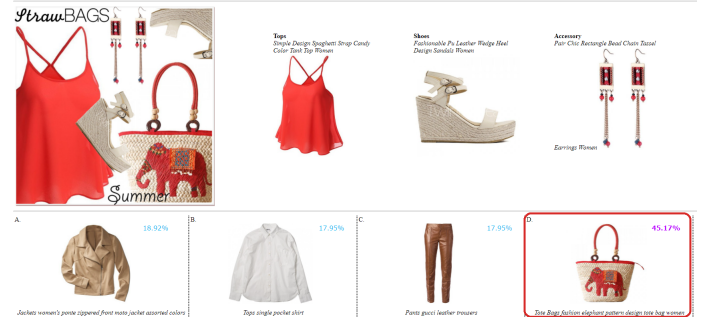 Straw BAGS
Summer
Tops
Simple Design Spaghetti Strap Candy
Color Tank Top Women
Shoes
Fashionable Pu Leather Wedge Heel
Design Sandals Women
Accessory
Pair Chic Rectangle Bead Chain Tassel
Earrings Women
A.
18.92%
Jackets women's ponte zippered front moto jacket assorted colors
B.
17.95%
Tops single pocket shirt
C.
17.95%
Pants gucci leather trousers
D.
45.17%
Tote Bags fashion elephant pattern design tote bag women